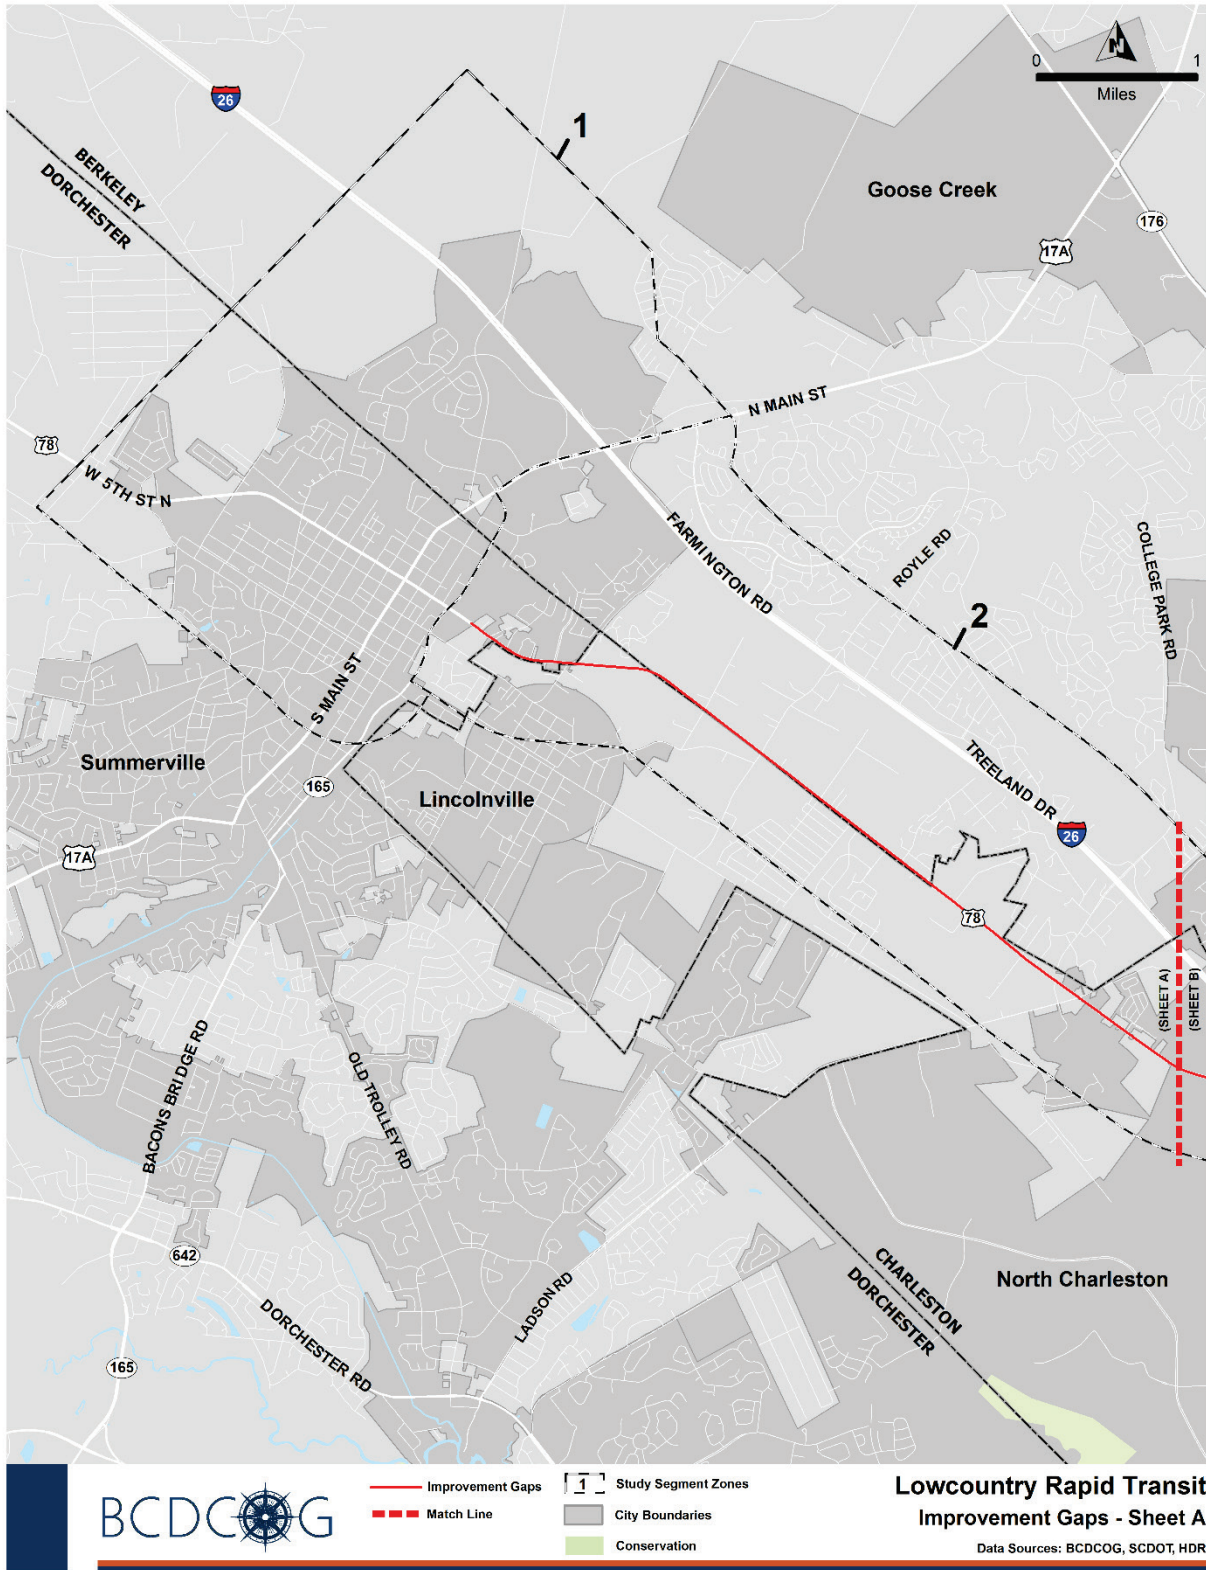 N
0 1
Miles
26
1
BERKELEY
DORCHESTER
Goose Creek
176
17A
N MAIN ST
78
W 5TH ST N
FARMINGTON RD
ROYLE RD
COLLEGE PARK RD
2
S MAIN ST
Summerville
165
Lincolnville
TREELAND DR
26
17A
78
(SHEET A)
(SHEET B)
BACONS BRIDGE RD
OLD TROLLEY RD
642
LADSON RD
CHARLESTON
DORCHESTER
North Charleston
DORCHESTER RD
165
BCDCOG
Improvement Gaps
Match Line
1 Study Segment Zones
City Boundaries
Conservation
Lowcountry Rapid Transit
Improvement Gaps - Sheet A
Data Sources: BCDCOG, SCDOT, HDR